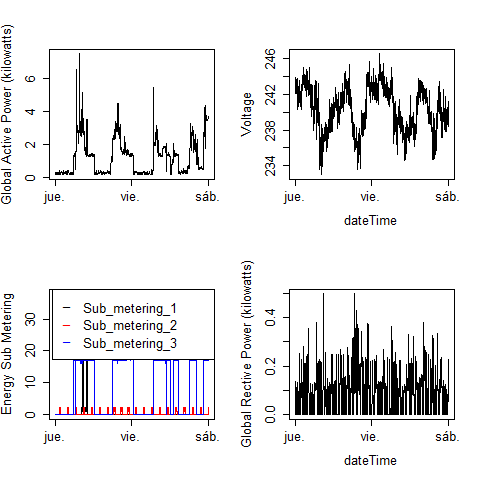 Global Active Power (kilowatts)
0 2 4 6
jue. vie. sáb.
Voltage
234 238 242 246
jue. vie. sáb.
dateTime
Energy Sub Metering
0 10 20 30
Sub_metering_1
Sub_metering_2
Sub_metering_3
jue. vie. sáb.
Global Rective Power (kilowatts)
0.0 0.2 0.4
jue. vie. sáb.
dateTime